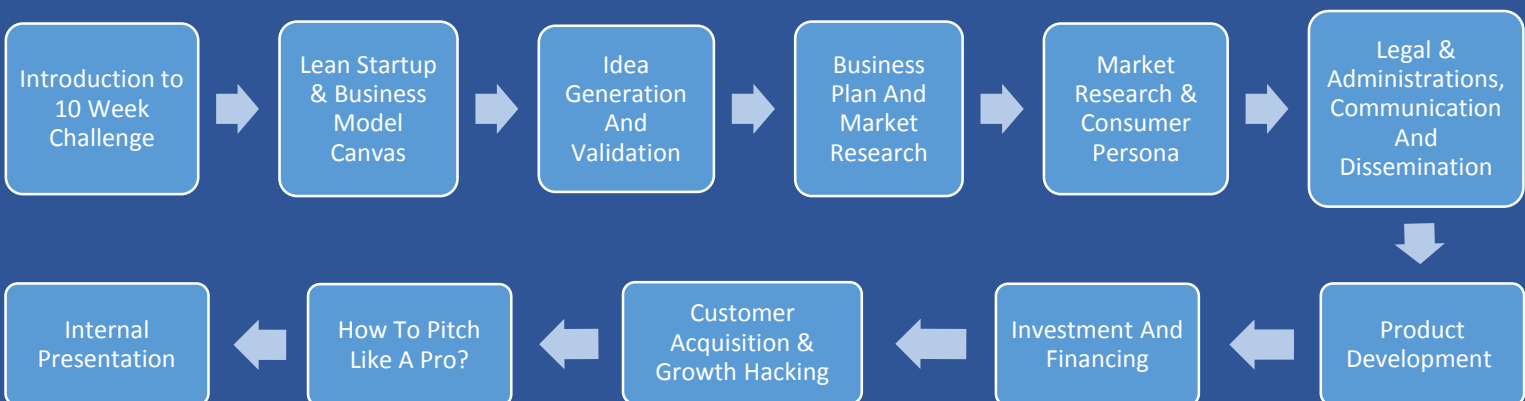 Introduction to
10 Week
Challenge
Lean Startup
& Business
Model
Canvas
Idea
Generation
And
Validation
Business
Plan And
Market
Research
Market
Research &
Consumer
Persona
Legal &
Administrations,
Communication
And
Dissemination
Product
Development
Investment And
Financing
Customer
Acquisition &
Growth Hacking
How To Pitch
Like A Pro?
Internal
Presentation